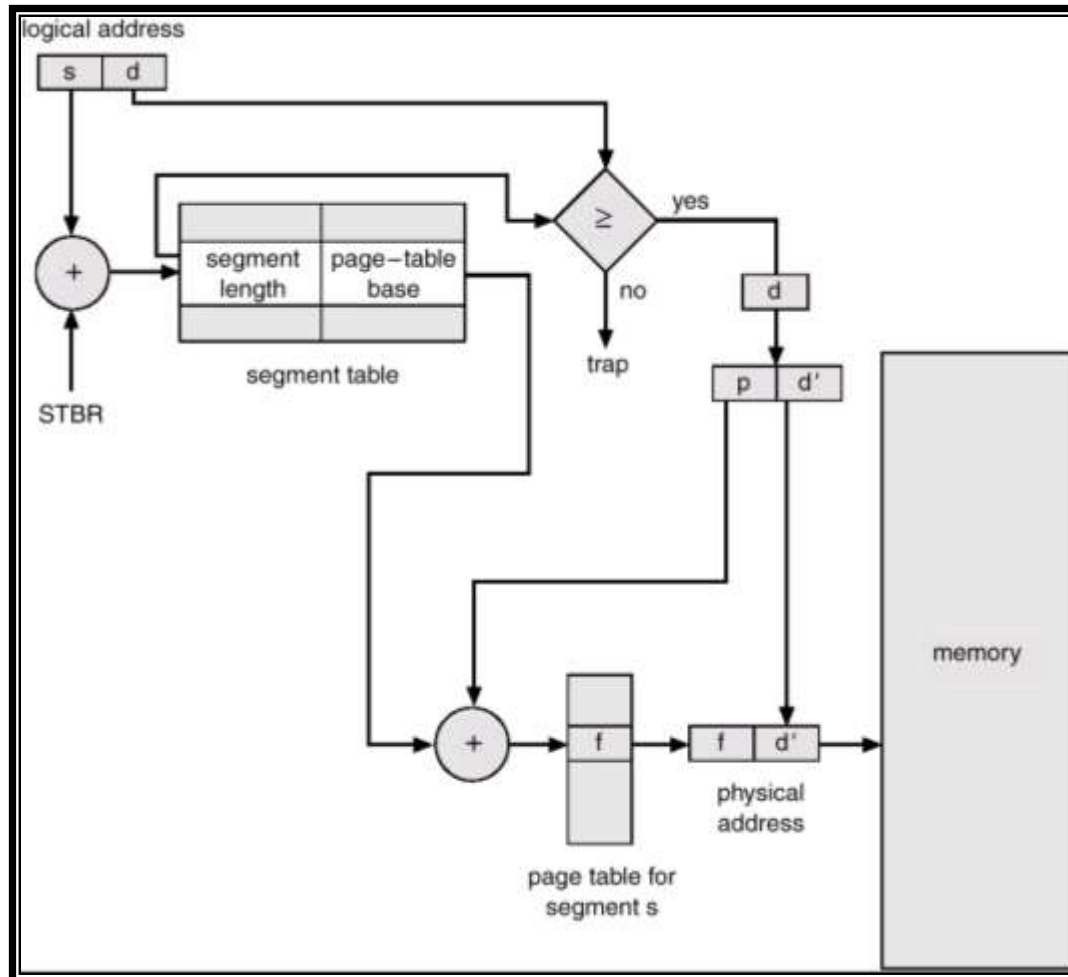 logical address
s d
≥
yes
no
trap
+
segment length
page-table base
segment table
STBR
d
p d'
memory
+
f
f d'
physical address
page table for segment s